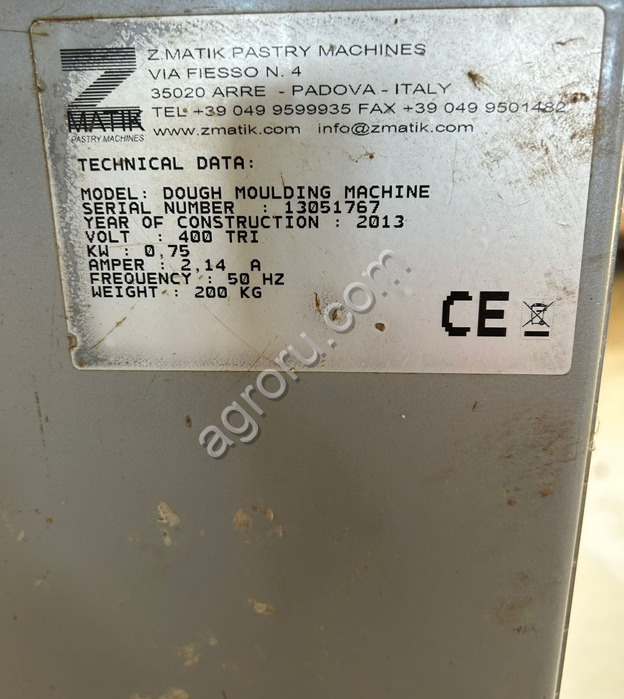 Z MATIK PASTRY MACHINES
VIA FIESSO N. 4
35020 ARRE - PADOVA - ITALY
TEL +39 049 9599935 FAX +39 049 9501482
www.zmatik.com info@zmatik.com
Z
MATIK
PASTRY MACHINES
TECHNICAL DATA:
MODEL: DOUGH MOULDING MACHINE
SERIAL NUMBER : 13051767
YEAR OF CONSTRUCTION : 2013
VOLT : 400 TRI
KW : 0,75
AMPER : 2,14 A
FREQUENCY : 50 HZ
WEIGHT : 200 KG
CE
agroru.com